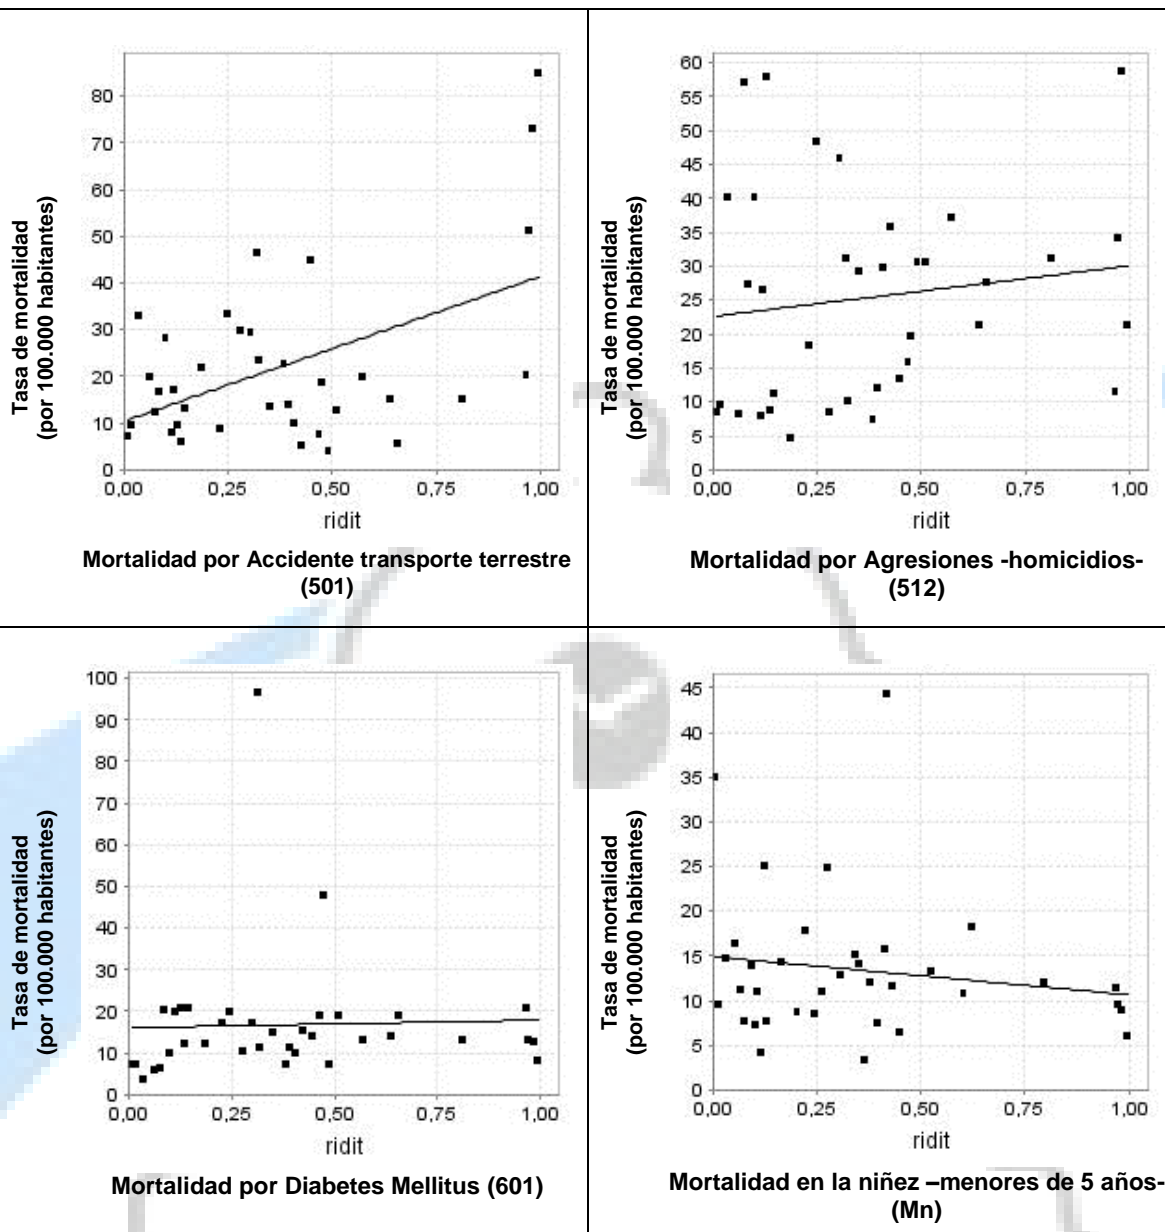 Tasa de mortalidad
(por 100.000 habitantes)
80
70
60
50
40
30
20
10
0
0,00 0,25 0,50 0,75 1,00
ridit
Mortalidad por Accidente transporte terrestre
(501)
Tasa de mortalidad
(por 100.000 habitantes)
60
55
50
45
40
35
30
25
20
15
10
5
0
0,00 0,25 0,50 0,75 1,00
ridit
Mortalidad por Agresiones -homicidios-
(512)
Tasa de mortalidad
(por 100.000 habitantes)
100
90
80
70
60
50
40
30
20
10
0
0,00 0,25 0,50 0,75 1,00
ridit
Mortalidad por Diabetes Mellitus (601)
Tasa de mortalidad
(por 100.000 habitantes)
45
40
35
30
25
20
15
10
5
0
0,00 0,25 0,50 0,75 1,00
ridit
Mortalidad en la niñez –menores de 5 años-
(Mn)